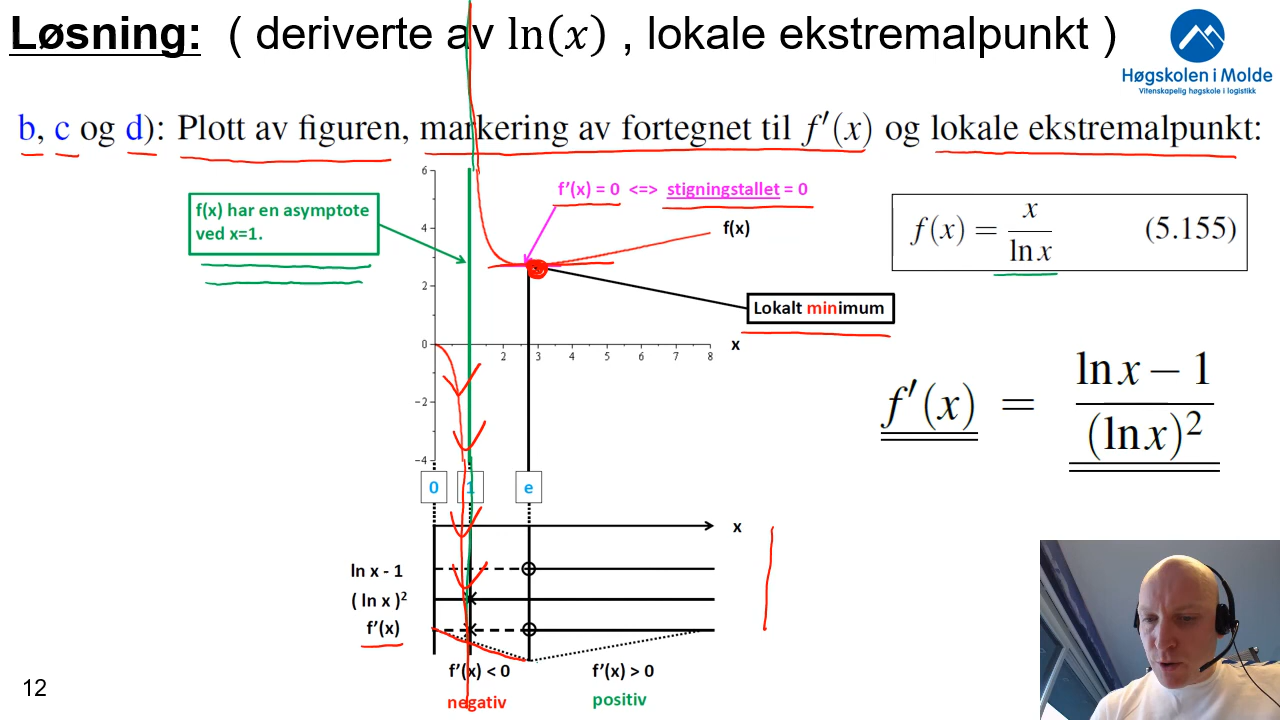 Løsning: ( deriverte av ln(x) , lokale ekstremalpunkt )
Høgskolen i Molde
Vitenskapelig høgskole i logistikk
b, c og d): Plott av figuren, markering av fortegnet til f′(x) og lokale ekstremalpunkt:
f(x) har en asymptote
ved x=1.
f’(x) = 0 <=> stigningstallet = 0
f(x)
f(x) = x / ln x (5.155)
Lokalt minimum
6
4
2
0
−2
−4
2 3 4 5 6 7 8
x
f′(x) = ln x − 1 / (ln x)²
0 1 e
x
ln x - 1
( ln x )²
f’(x)
f’(x) < 0 f’(x) > 0
negativ positiv
12